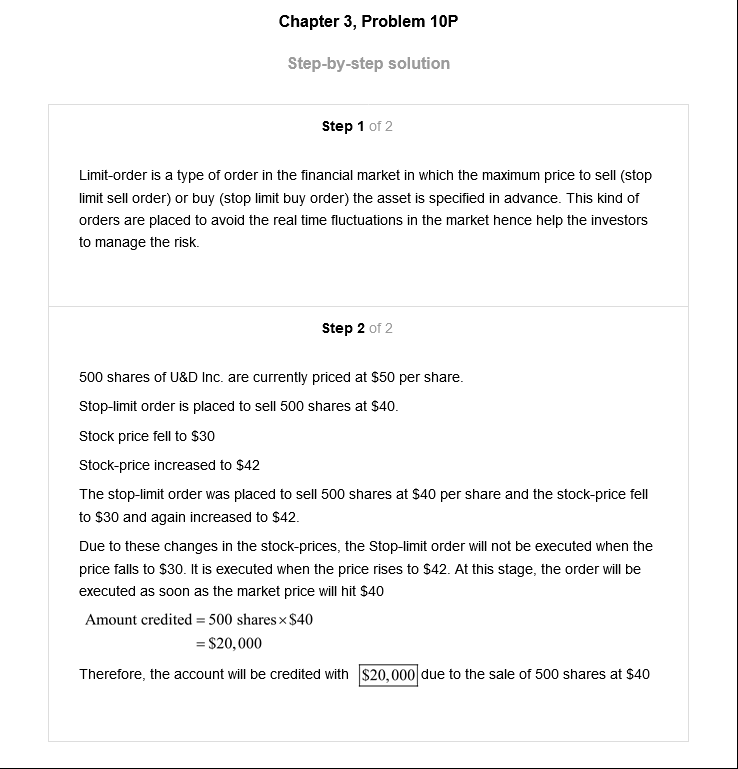 Chapter 3, Problem 10P
Step-by-step solution
Step 1 of 2
Limit-order is a type of order in the financial market in which the maximum price to sell (stop
limit sell order) or buy (stop limit buy order) the asset is specified in advance. This kind of
orders are placed to avoid the real time fluctuations in the market hence help the investors
to manage the risk.
Step 2 of 2
500 shares of U&D Inc. are currently priced at $50 per share.
Stop-limit order is placed to sell 500 shares at $40.
Stock price fell to $30
Stock-price increased to $42
The stop-limit order was placed to sell 500 shares at $40 per share and the stock-price fell
to $30 and again increased to $42.
Due to these changes in the stock-prices, the Stop-limit order will not be executed when the
price falls to $30. It is executed when the price rises to $42. At this stage, the order will be
executed as soon as the market price will hit $40
Amount credited = 500 shares × $40
= $20,000
Therefore, the account will be credited with $20,000 due to the sale of 500 shares at $40